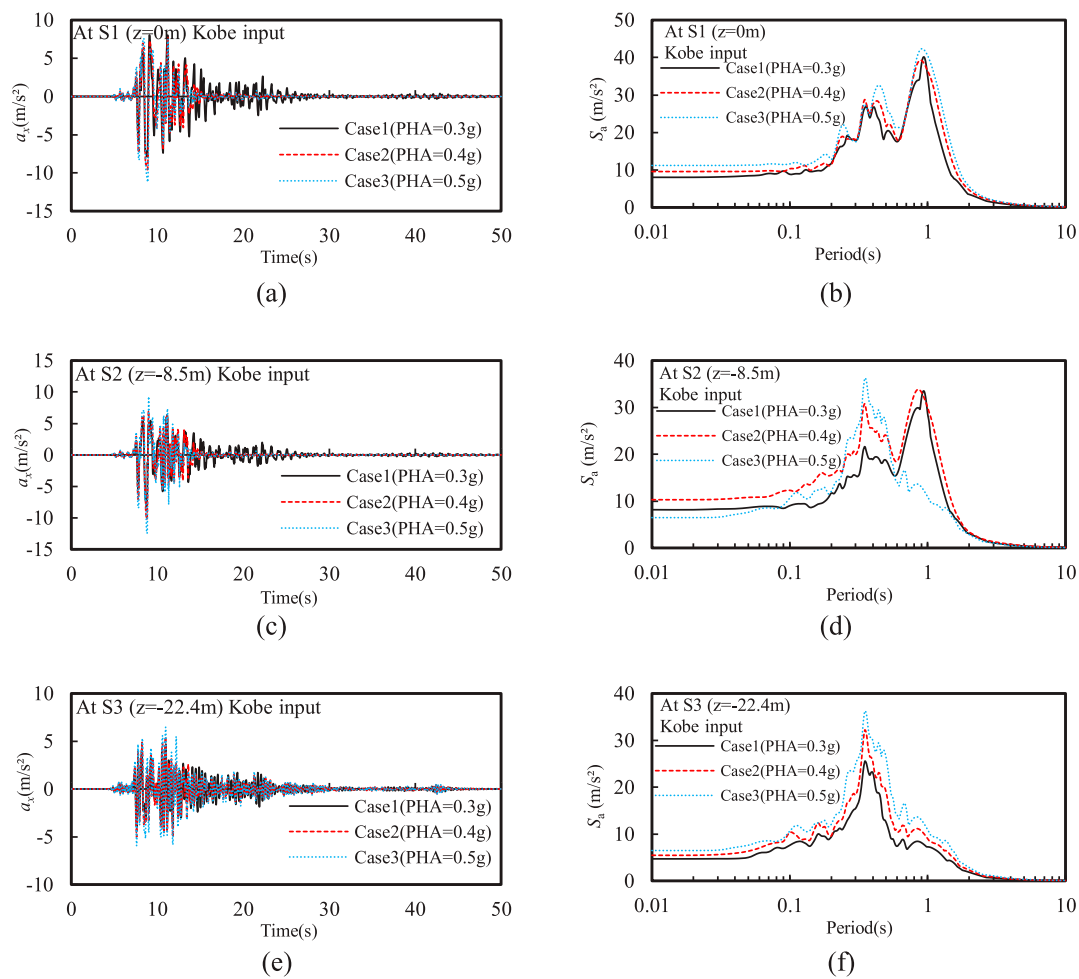 At S1 (z=0m) Kobe input
10
5
0
-5
-10
-15
aₓ(m/s²)
Case1(PHA=0.3g)
Case2(PHA=0.4g)
Case3(PHA=0.5g)
0 10 20 30 40 50
Time(s)
(a)
At S1 (z=0m)
Kobe input
50
40
30
20
10
0
Sₐ (m/s²)
Case1(PHA=0.3g)
Case2(PHA=0.4g)
Case3(PHA=0.5g)
0.01 0.1 1 10
Period(s)
(b)
At S2 (z=-8.5m) Kobe input
15
10
5
0
-5
-10
-15
aₓ(m/s²)
Case1(PHA=0.3g)
Case2(PHA=0.4g)
Case3(PHA=0.5g)
0 10 20 30 40 50
Time(s)
(c)
At S2 (z=-8.5m)
Kobe input
40
30
20
10
0
Sₐ (m/s²)
Case1(PHA=0.3g)
Case2(PHA=0.4g)
Case3(PHA=0.5g)
0.01 0.1 1 10
Period(s)
(d)
At S3 (z=-22.4m) Kobe input
10
5
0
-5
-10
aₓ(m/s²)
Case1(PHA=0.3g)
Case2(PHA=0.4g)
Case3(PHA=0.5g)
0 10 20 30 40 50
Time(s)
(e)
At S3 (z=-22.4m)
Kobe input
40
30
20
10
0
Sₐ (m/s²)
Case1(PHA=0.3g)
Case2(PHA=0.4g)
Case3(PHA=0.5g)
0.01 0.1 1 10
Period(s)
(f)